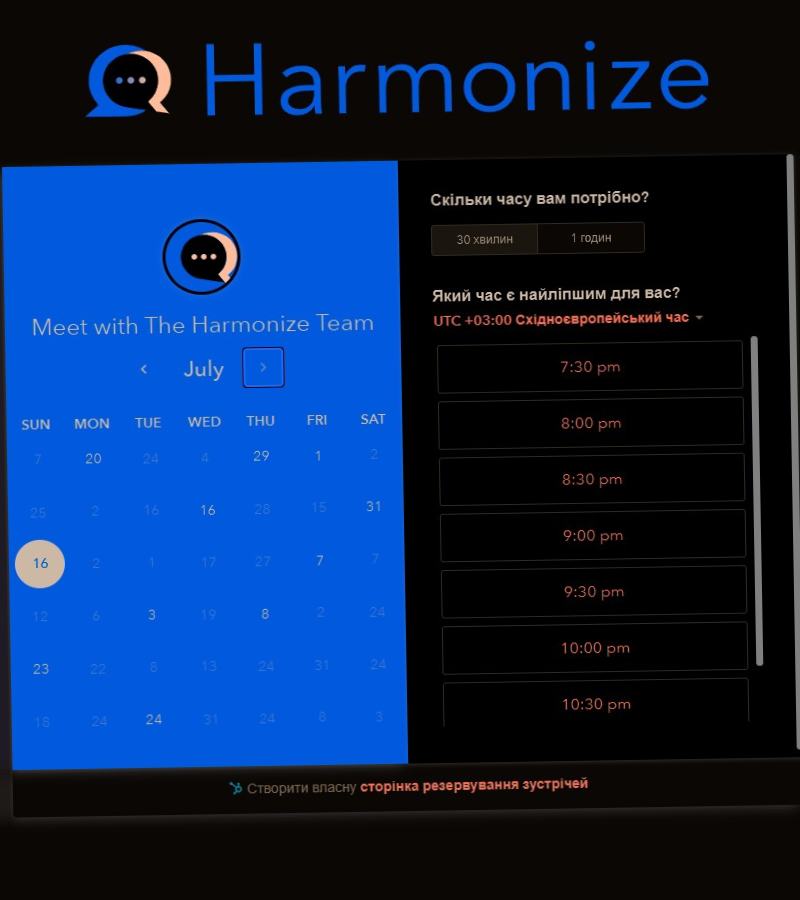 Harmonize
Meet with The Harmonize Team
July
SUN MON TUE WED THU FRI SAT
7 20 24 4 29 1 2
25 2 16 16 28 15 31
16 2 1 17 27 7 7
12 6 3 19 8 2 24
23 22 8 13 24 31 24
18 24 24 31 24 8 3
Скільки часу вам потрібно?
30 хвилин 1 годин
Який час є найліпшим для вас?
UTC +03:00 Східноєвропейський час
7:30 pm
8:00 pm
8:30 pm
9:00 pm
9:30 pm
10:00 pm
10:30 pm
Створити власну сторінка резервування зустрічей